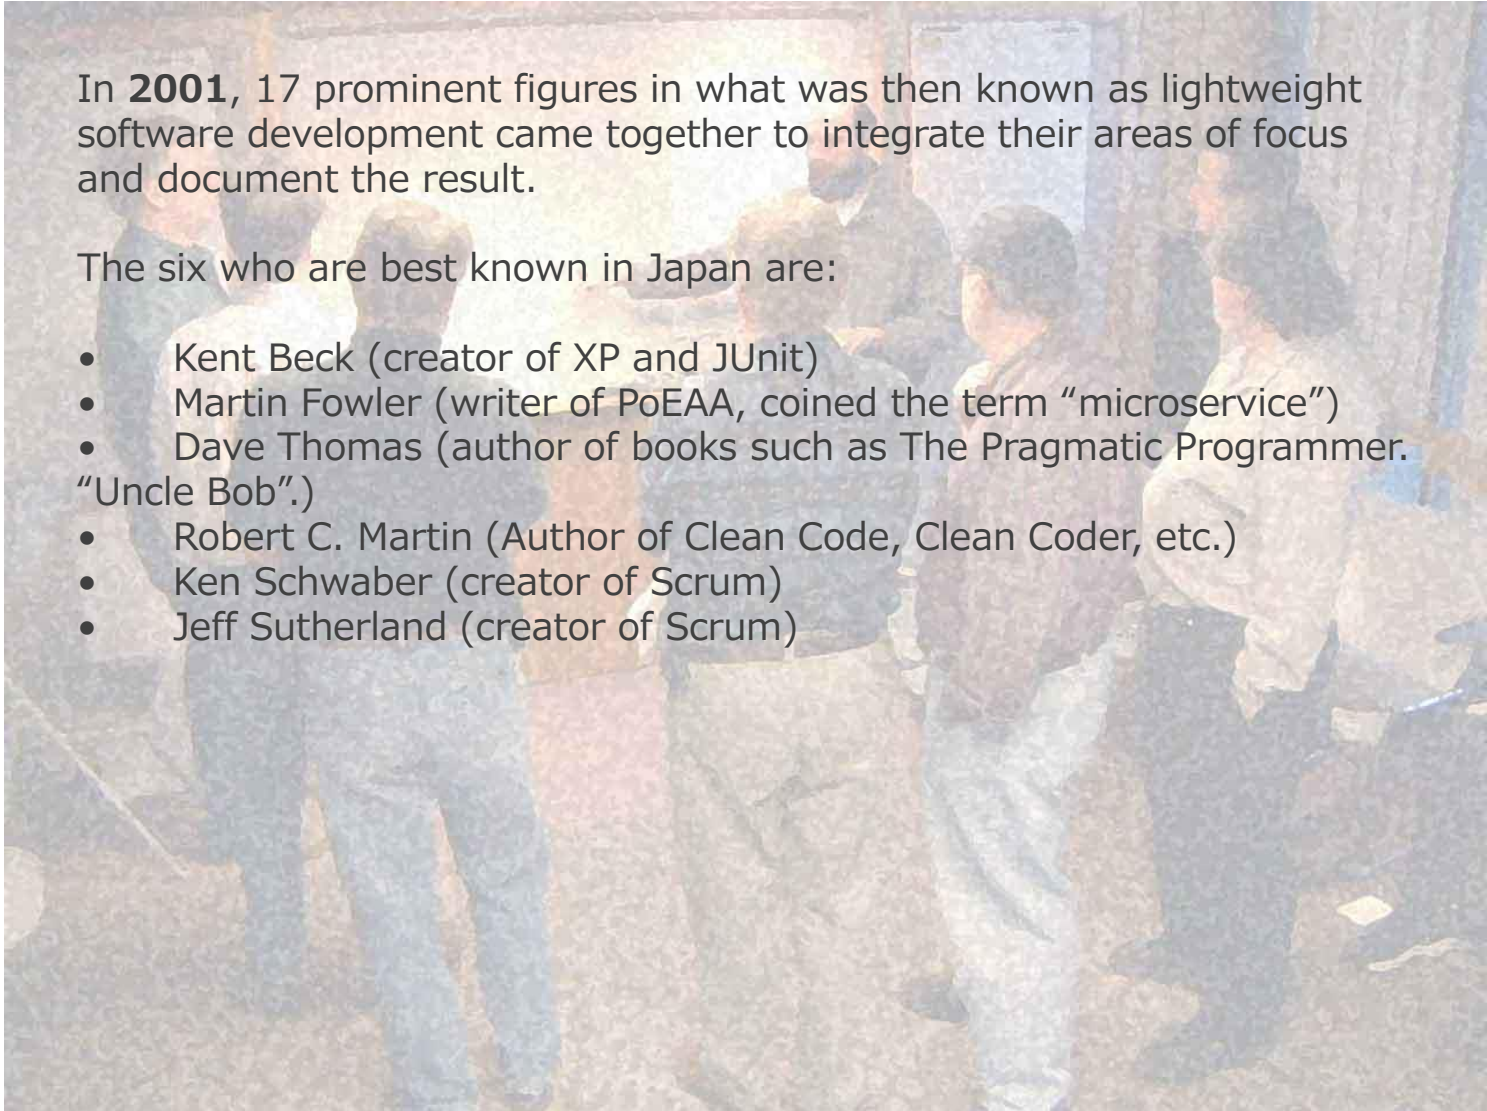 In 2001, 17 prominent figures in what was then known as lightweight
software development came together to integrate their areas of focus
and document the result.
The six who are best known in Japan are:
• Kent Beck (creator of XP and JUnit)
• Martin Fowler (writer of PoEAA, coined the term “microservice”)
• Dave Thomas (author of books such as The Pragmatic Programmer.
“Uncle Bob”.)
• Robert C. Martin (Author of Clean Code, Clean Coder, etc.)
• Ken Schwaber (creator of Scrum)
• Jeff Sutherland (creator of Scrum)